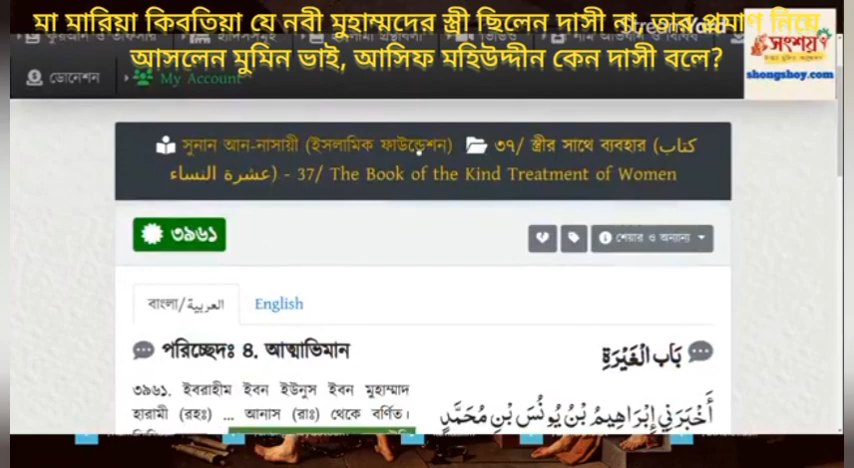 মা মারিয়া কিবতিয়া যে নবী মুহাম্মদের স্ত্রী ছিলেন দাসী না, তার প্রমাণ নিয়ে
আসলেন মুমিন ভাই, আসিফ মহিউদ্দীন কেন দাসী বলে?
সংশয়
shongshoy.com
ডোনেশন
My Account
সুনান আন-নাসায়ী (ইসলামিক ফাউন্ডেশন) ৩৭/ স্ত্রীর সাথে ব্যবহার (كتاب
عشرة النساء) - 37/ The Book of the Kind Treatment of Women
৩৯৬১
শেয়ার ও অন্যান্য
বাংলা/العربية
English
পরিচ্ছেদঃ ৪. আত্মাভিমান
باب الْغَيْرَةِ
৩৯৬১. ইবরাহীম ইবন ইউনুস ইবন মুহাম্মাদ
হারামী (রহঃ) ... আনাস (রাঃ) থেকে বর্ণিত।
أَخْبَرَنِي إِبْرَاهِيمُ بْنُ يُونُسَ بْنِ مُحَمَّدٍ